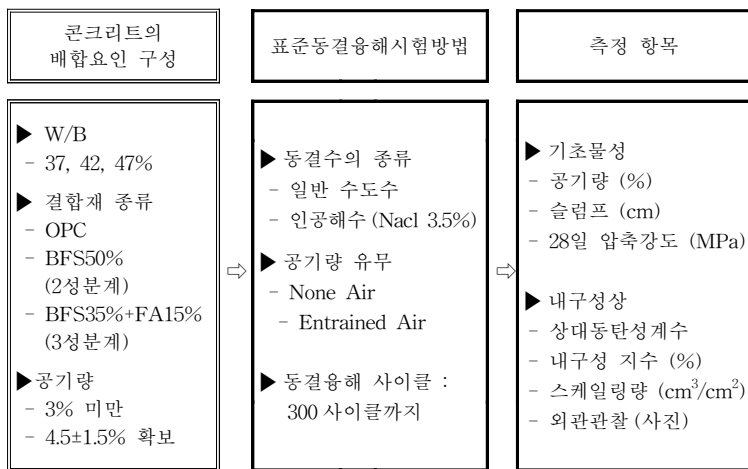 콘크리트의
배합요인 구성
▶ W/B
- 37, 42, 47%
▶ 결합재 종류
- OPC
- BFS50%
(2성분계)
- BFS35%+FA15%
(3성분계)
▶공기량
- 3% 미만
- 4.5±1.5% 확보
⇨
표준동결융해시험방법
▶ 동결수의 종류
- 일반 수도수
- 인공해수 (Nacl 3.5%)
▶ 공기량 유무
- None Air
- Entrained Air
▶ 동결융해 사이클 :
300 사이클까지
⇨
측정 항목
▶ 기초물성
- 공기량 (%)
- 슬럼프 (cm)
- 28일 압축강도 (MPa)
▶ 내구성상
- 상대동탄성계수
- 내구성 지수 (%)
- 스케일링량 (cm³/cm²)
- 외관관찰 (사진)